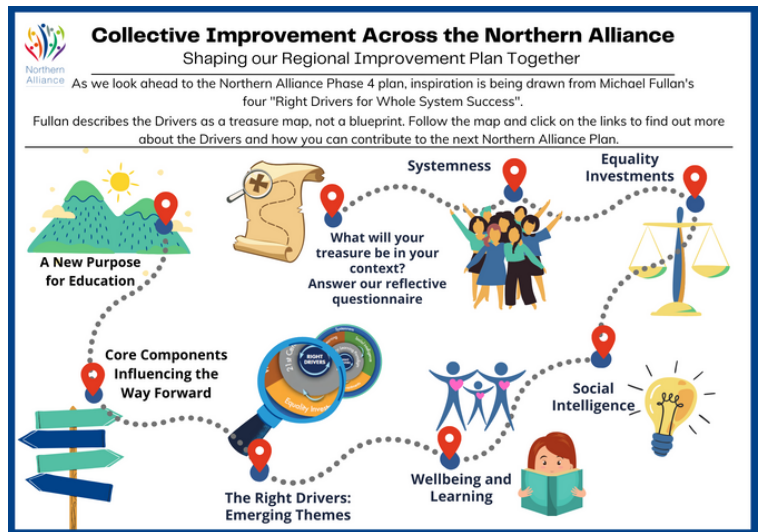 Northern
Alliance
Collective Improvement Across the Northern Alliance
Shaping our Regional Improvement Plan Together
As we look ahead to the Northern Alliance Phase 4 plan, inspiration is being drawn from Michael Fullan's
four "Right Drivers for Whole System Success".
Fullan describes the Drivers as a treasure map, not a blueprint. Follow the map and click on the links to find out more
about the Drivers and how you can contribute to the next Northern Alliance Plan.
A New Purpose
for Education
Core Components
Influencing the
Way Forward
RIGHT
DRIVERS
21st C
Equality Inves
The Right Drivers:
Emerging Themes
Wellbeing and
Learning
Social
Intelligence
Equality
Investments
Systemness
What will your
treasure be in your
context?
Answer our reflective
questionnaire